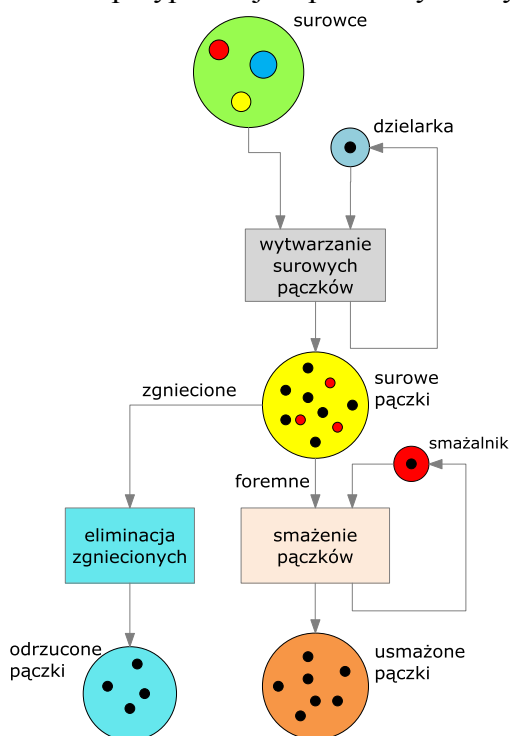 surowce
dzielarka
wytwarzanie
surowych
pączków
surowe
pączki
zgniecione
smażalnik
foremne
eliminacja
zgniecionych
smażenie
pączków
odrzucone
pączki
usmażone
pączki